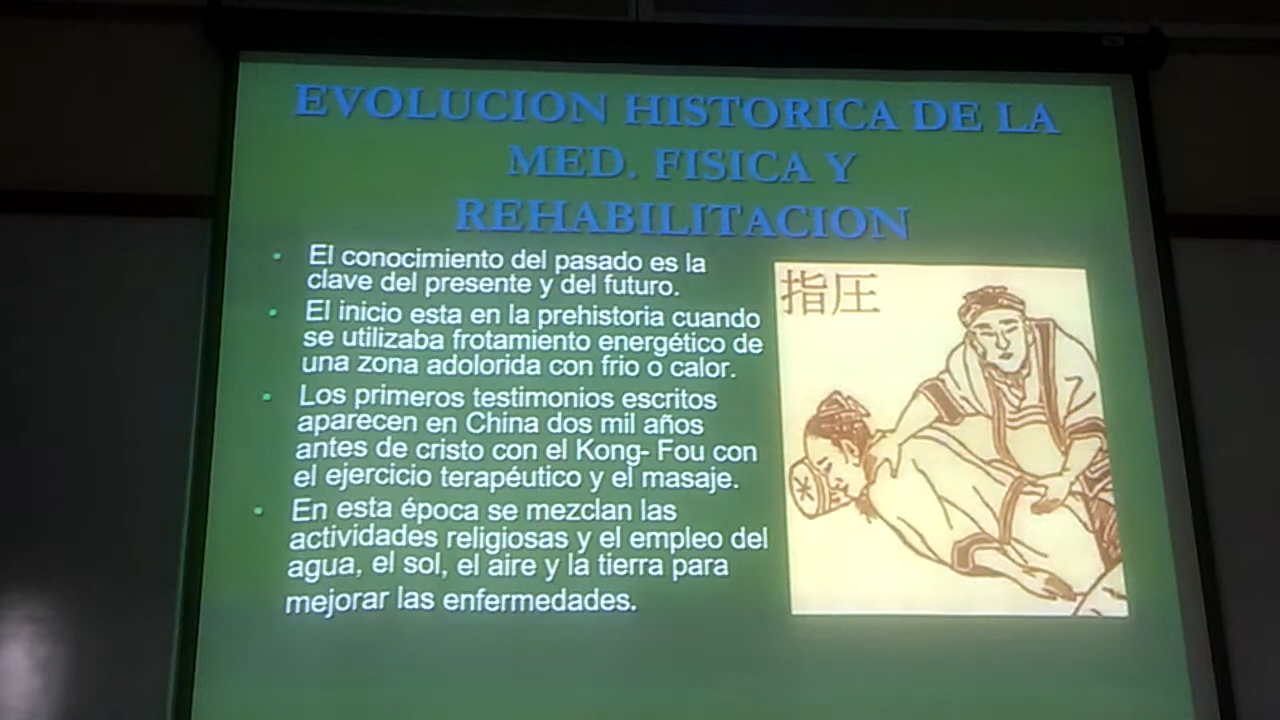 EVOLUCION HISTORICA DE LA
MED. FISICA Y
REHABILITACION
• El conocimiento del pasado es la
clave del presente y del futuro.
• El inicio esta en la prehistoria cuando
se utilizaba frotamiento energético de
una zona adolorida con frio o calor.
• Los primeros testimonios escritos
aparecen en China dos mil años
antes de cristo con el Kong- Fou con
el ejercicio terapéutico y el masaje.
• En esta época se mezclan las
actividades religiosas y el empleo del
agua, el sol, el aire y la tierra para
mejorar las enfermedades.
指圧